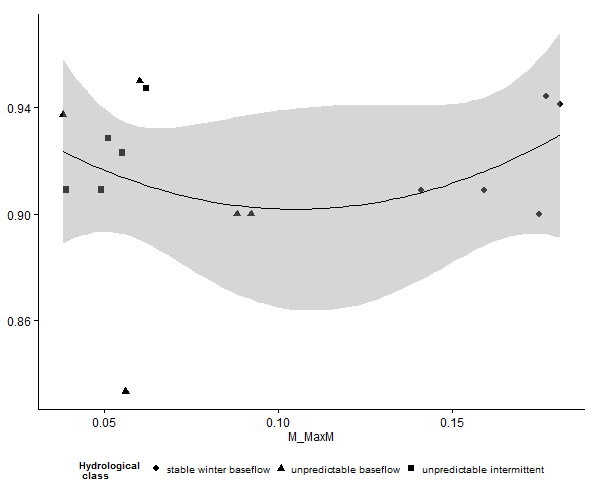 0.94
0.90
0.86
0.05 0.10 0.15
M_MaxM
Hydrological
class
stable winter baseflow unpredictable baseflow unpredictable intermittent